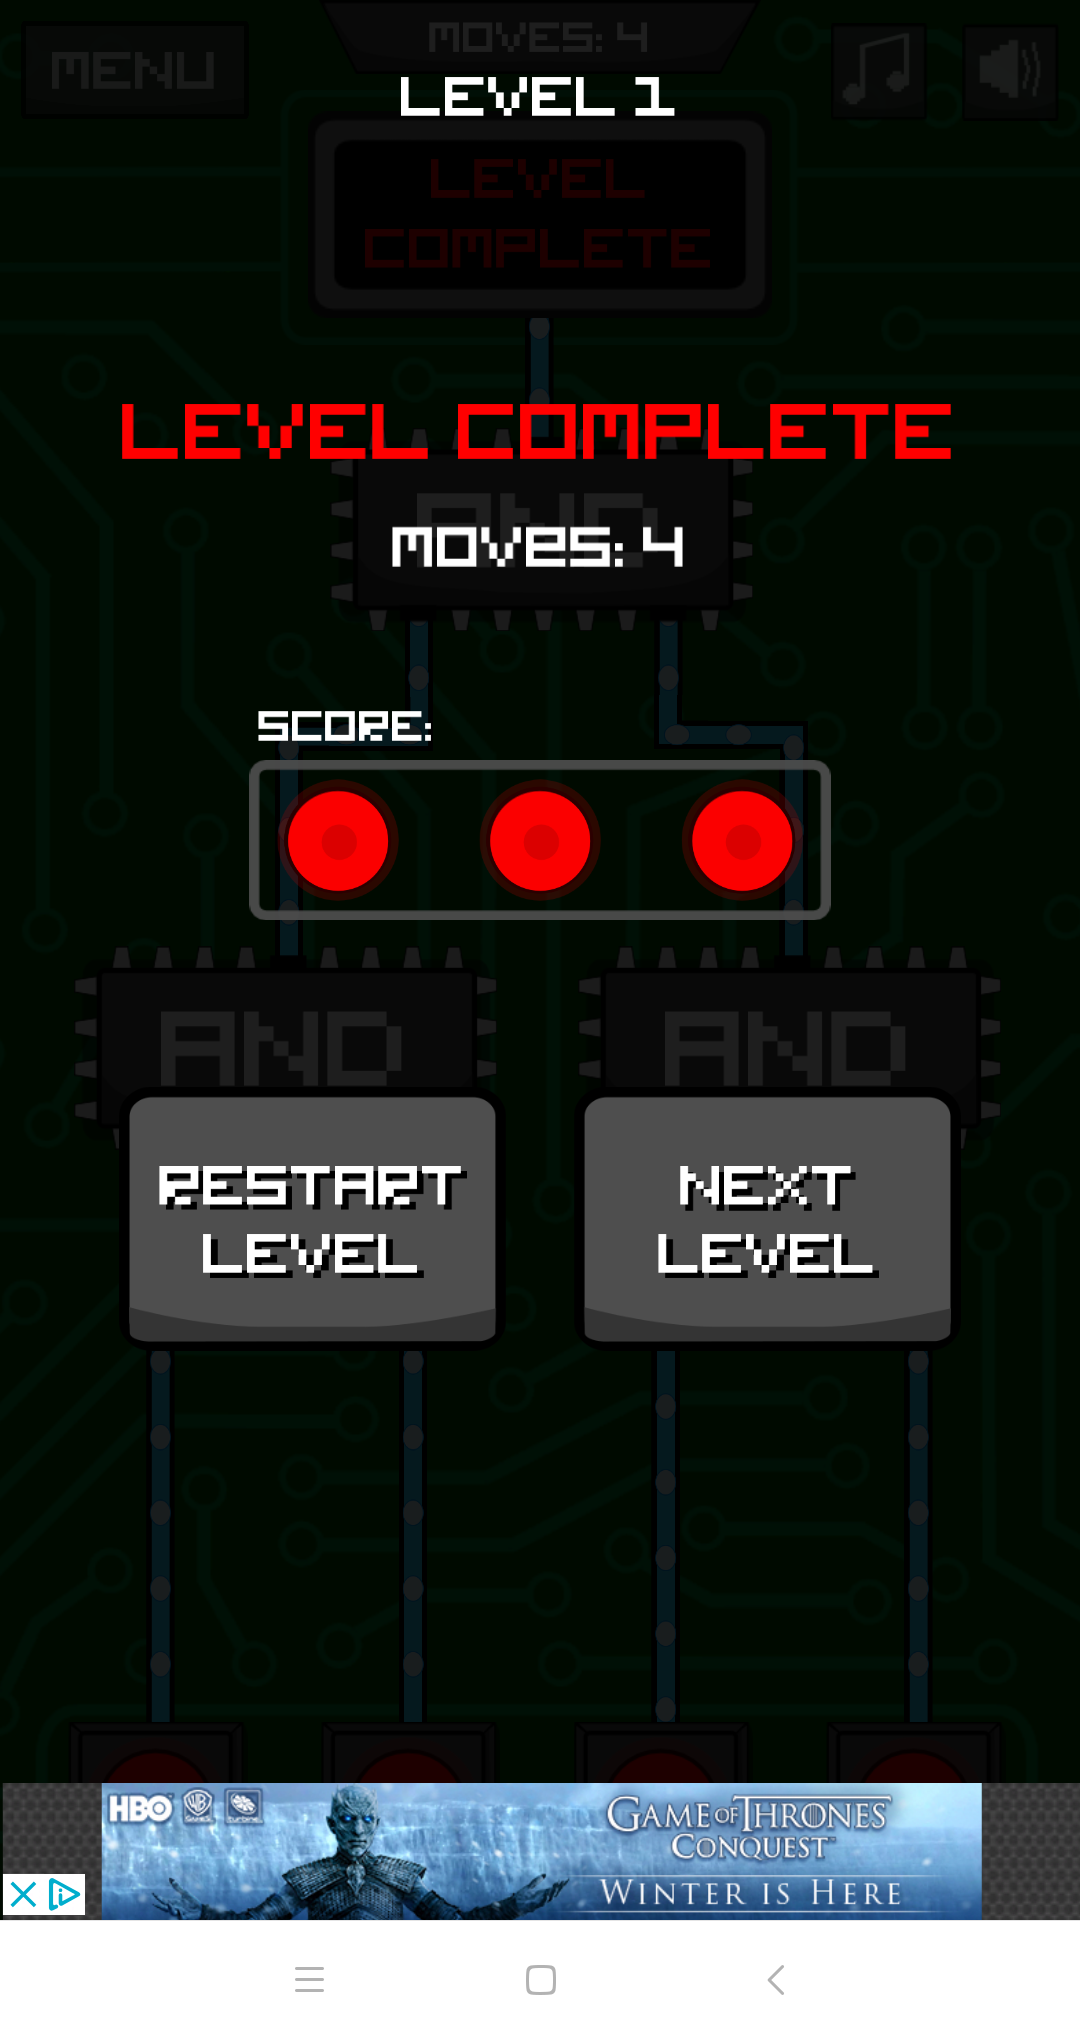 MENU
MOVES: 4
LEVEL 1
LEVEL
COMPLETE
LEVEL COMPLETE
AND
MOVES: 4
SCORE:
AND
AND
RESTART
LEVEL
NEXT
LEVEL
HBO
GAME OF THRONES
CONQUEST
WINTER IS HERE